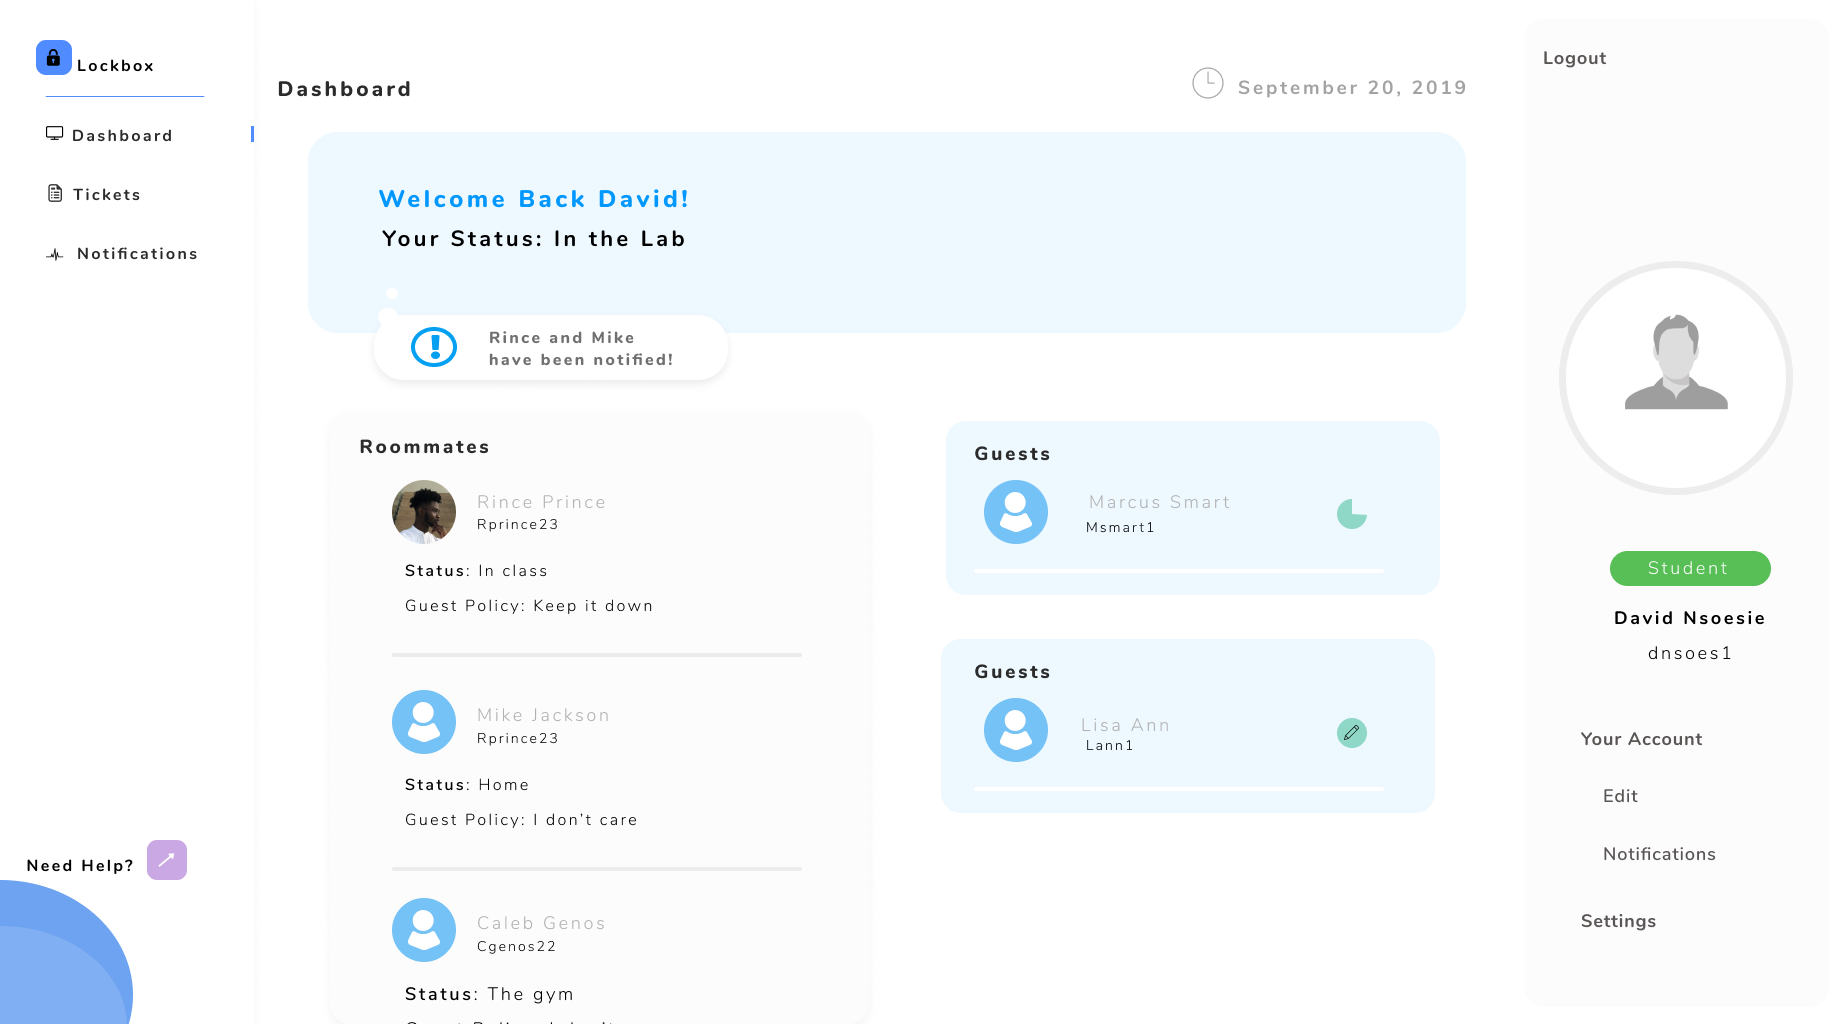 Lockbox
Dashboard
Tickets
Notifications
Need Help?
Dashboard
September 20, 2019
Welcome Back David!
Your Status: In the Lab
Rince and Mike
have been notified!
Roommates
Rince Prince
Rprince23
Status: In class
Guest Policy: Keep it down
Mike Jackson
Rprince23
Status: Home
Guest Policy: I don’t care
Caleb Genos
Cgenos22
Status: The gym
Guests
Marcus Smart
Msmart1
Guests
Lisa Ann
Lann1
Logout
Student
David Nsoesie
dnsoes1
Your Account
Edit
Notifications
Settings